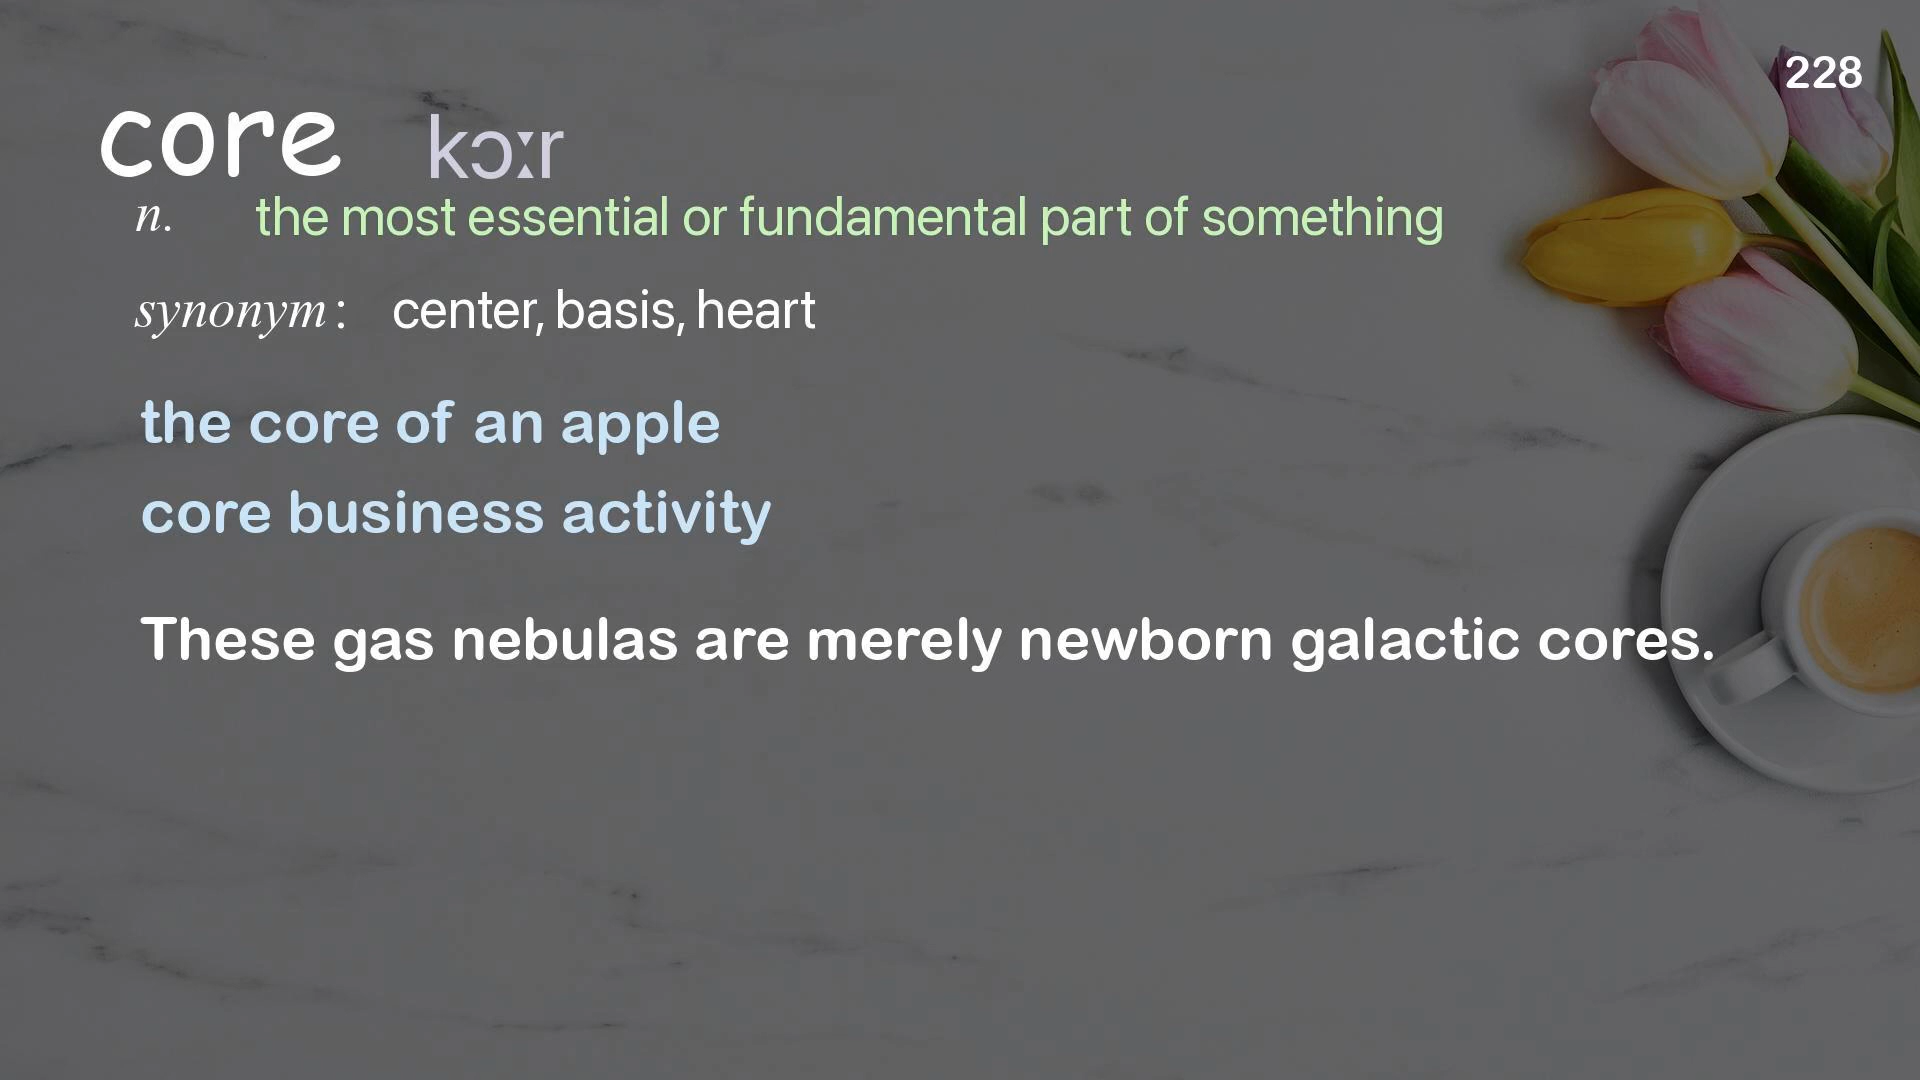 228
core kɔːr
n. the most essential or fundamental part of something
synonym: center, basis, heart
the core of an apple
core business activity
These gas nebulas are merely newborn galactic cores.